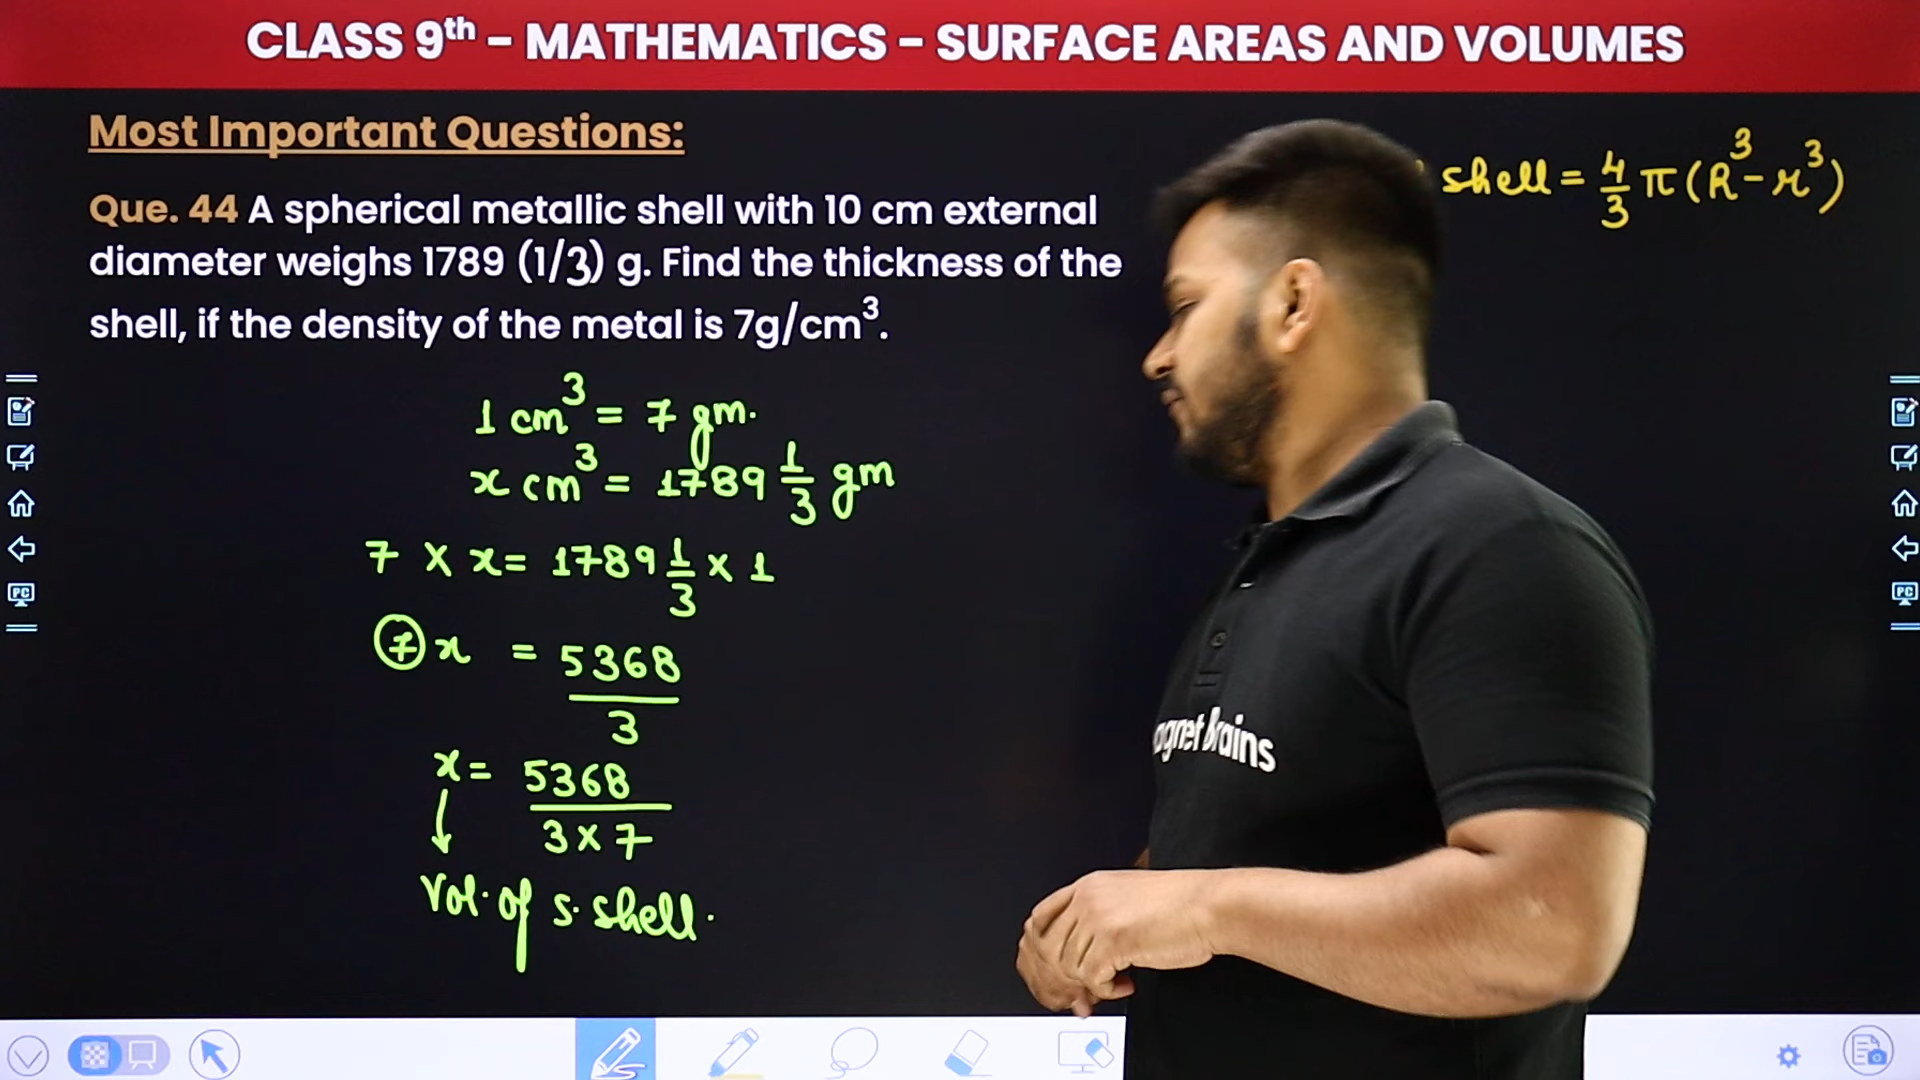 CLASS 9th - MATHEMATICS - SURFACE AREAS AND VOLUMES
Most Important Questions:
Que. 44 A spherical metallic shell with 10 cm external
diameter weighs 1789 (1/3) g. Find the thickness of the
shell, if the density of the metal is 7g/cm³.
shell = 4/3 π (R³ - r³)
1 cm³ = 7 gm.
x cm³ = 1789 1/3 gm
7 × x = 1789 1/3 × 1
7 x = 5368/3
x = 5368/(3 × 7)
↓
Vol. of s. shell.
Brains
PC
PC